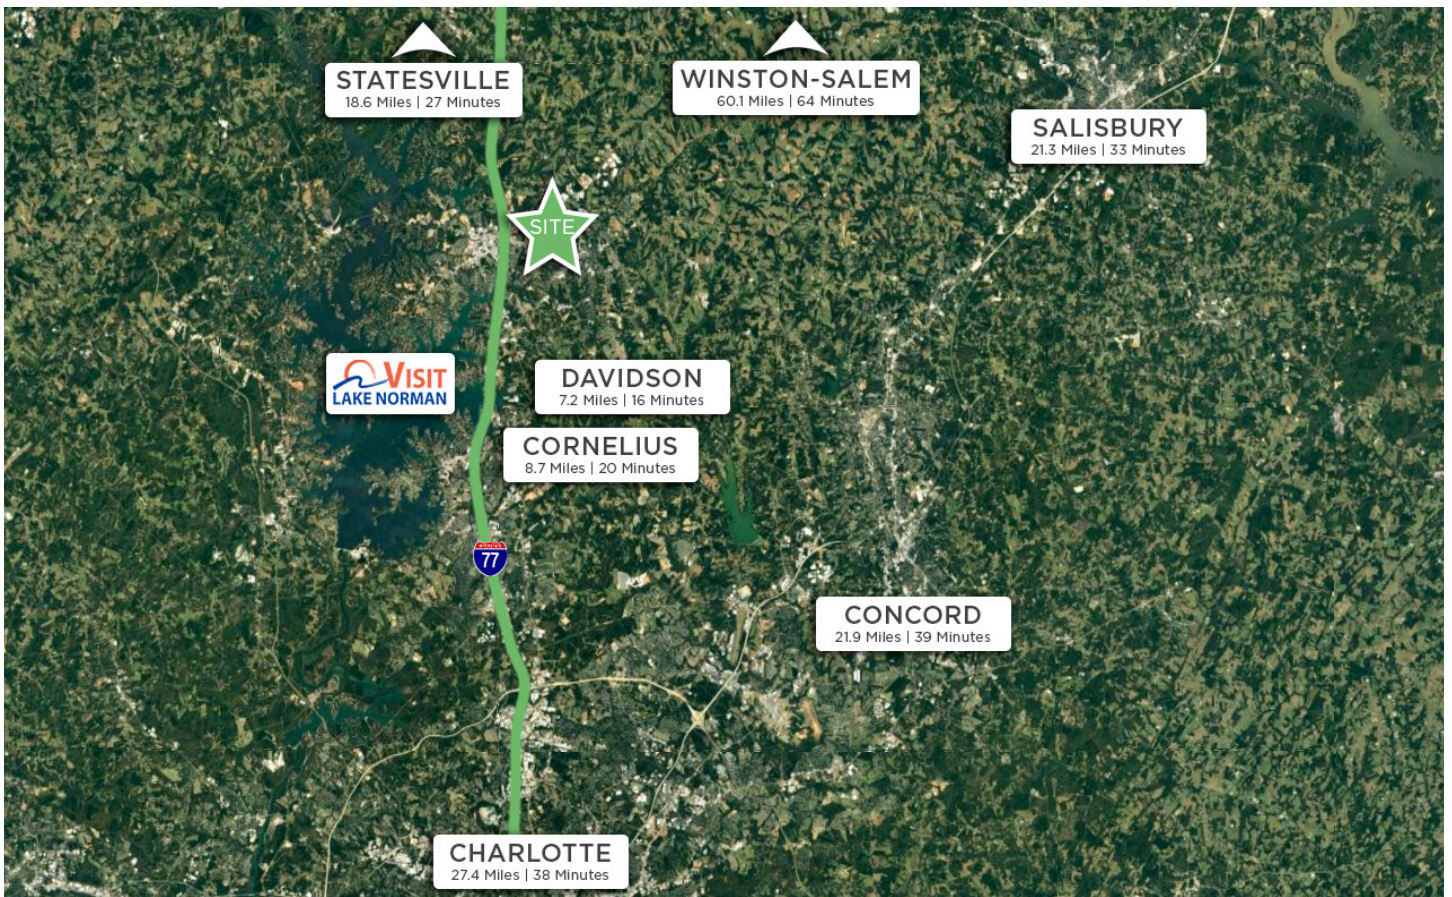 STATESVILLE
18.6 Miles | 27 Minutes
WINSTON-SALEM
60.1 Miles | 64 Minutes
SALISBURY
21.3 Miles | 33 Minutes
SITE
VISIT
LAKE NORMAN
DAVIDSON
7.2 Miles | 16 Minutes
CORNELIUS
8.7 Miles | 20 Minutes
INTERSTATE
77
CONCORD
21.9 Miles | 39 Minutes
CHARLOTTE
27.4 Miles | 38 Minutes